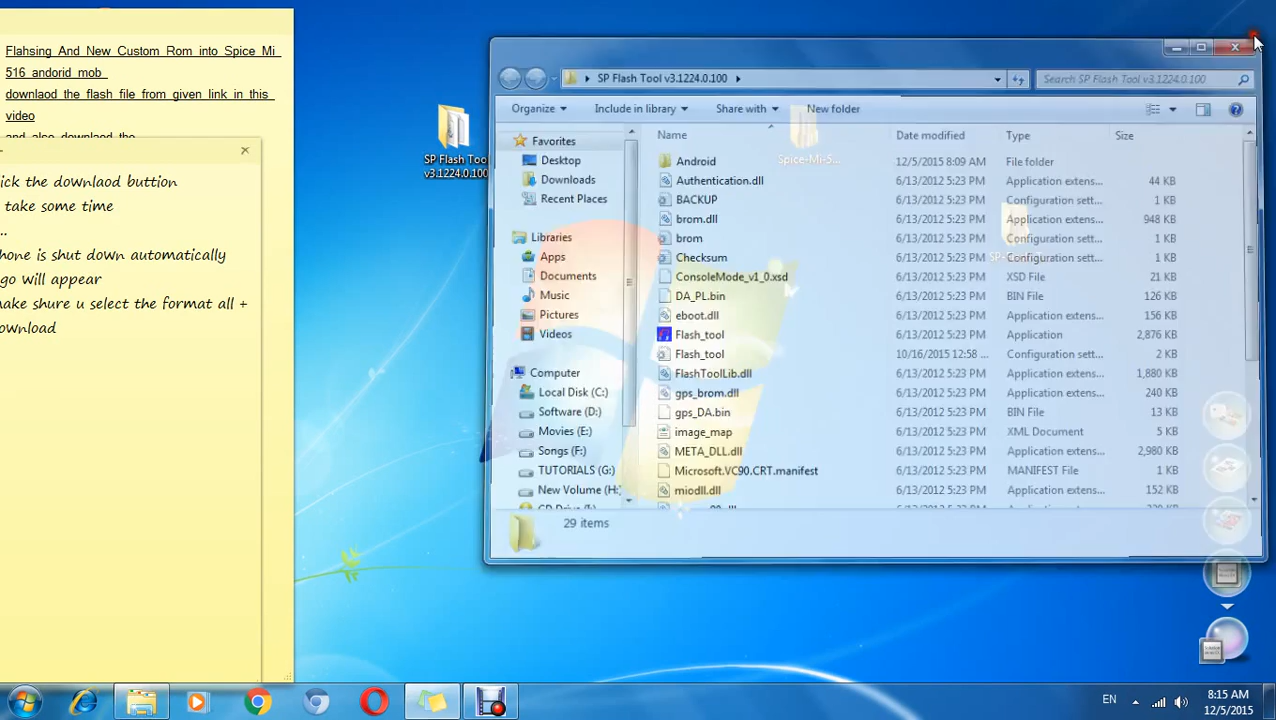 Flahsing And New Custom Rom into Spice Mi
516 andorid mob
downlaod the flash file from given link in this
video
and also downlaod the
ick the downlaod buttion
take some time
...
hone is shut down automatically
go will appear
ake shure u select the format all +
ownload
SP Flash Tool
v3.1224.0.100
SP Flash Tool v3.1224.0.100
Search SP Flash Tool v3.1224.0.100
Organize Include in library Share with New folder
Spice-Mi-5...
Favorites
Desktop
Downloads
Recent Places
Libraries
Apps
Documents
Music
Pictures
Videos
Computer
Local Disk (C:)
Software (D:)
Movies (E:)
Songs (F:)
TUTORIALS (G:)
New Volume (H:)
CD Drive (I:)
Name Date modified Type Size
Android 12/5/2015 8:09 AM File folder
Authentication.dll 6/13/2012 5:23 PM Application extens... 44 KB
BACKUP 6/13/2012 5:23 PM Configuration sett... 1 KB
brom.dll 6/13/2012 5:23 PM Application extens... 948 KB
brom 6/13/2012 5:23 PM Configuration sett... 1 KB
Checksum 6/13/2012 5:23 PM Configuration sett... 1 KB
ConsoleMode_v1_0.xsd 6/13/2012 5:23 PM XSD File 21 KB
DA_PL.bin 6/13/2012 5:23 PM BIN File 126 KB
eboot.dll 6/13/2012 5:23 PM Application extens... 156 KB
Flash_tool 6/13/2012 5:23 PM Application 2,876 KB
Flash_tool 10/16/2015 12:58 ... Configuration sett... 2 KB
FlashToolLib.dll 6/13/2012 5:23 PM Application extens... 1,880 KB
gps_brom.dll 6/13/2012 5:23 PM Application extens... 240 KB
gps_DA.bin 6/13/2012 5:23 PM BIN File 13 KB
image_map 6/13/2012 5:23 PM XML Document 5 KB
META_DLL.dll 6/13/2012 5:23 PM Application extens... 2,980 KB
Microsoft.VC90.CRT.manifest 6/13/2012 5:23 PM MANIFEST File 1 KB
miodll.dll 6/13/2012 5:23 PM Application extens... 152 KB
29 items
EN
8:15 AM
12/5/2015